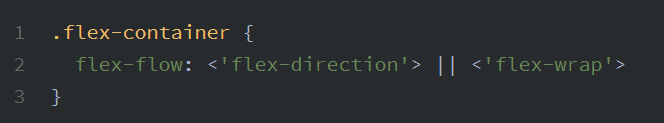 1 .flex-container {
2 flex-flow: <'flex-direction'> || <'flex-wrap'>
3 }